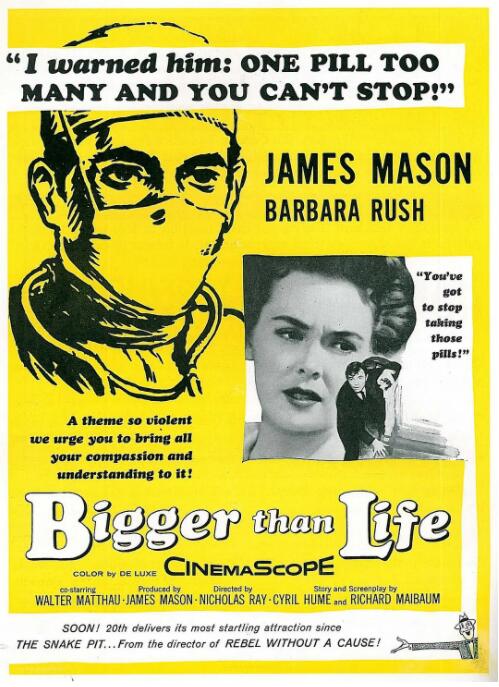 “I warned him: ONE PILL TOO
MANY AND YOU CAN'T STOP!”
JAMES MASON
BARBARA RUSH
“You've
got
to stop
taking
those
pills!”
A theme so violent
we urge you to bring all
your compassion and
understanding to it!
Bigger than Life
COLOR by DE LUXE CINEMASCOPE
co-starring Produced by Directed by Story and Screenplay by
WALTER MATTHAU · JAMES MASON · NICHOLAS RAY · CYRIL HUME and RICHARD MAIBAUM
SOON! 20th delivers its most startling attraction since
THE SNAKE PIT...From the director of REBEL WITHOUT A CAUSE!